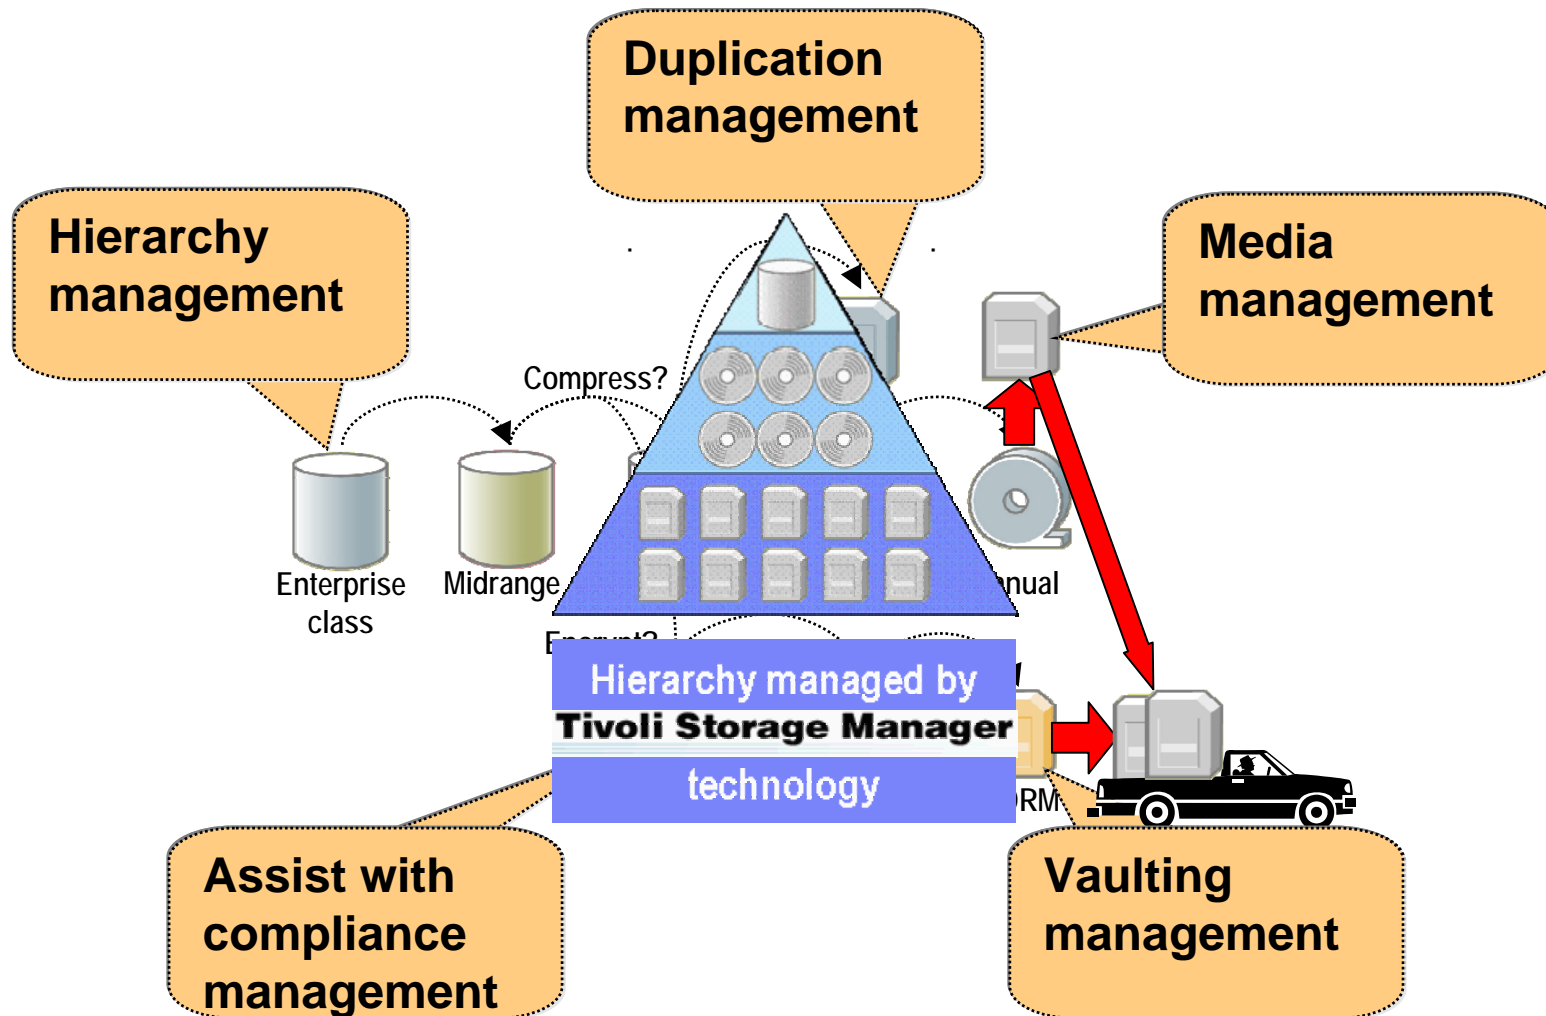 Duplication
management
Hierarchy
management
Media
management
Compress?
Enterprise
class
Midrange
Hierarchy managed by
Tivoli Storage Manager
technology
Assist with
compliance
management
Vaulting
management